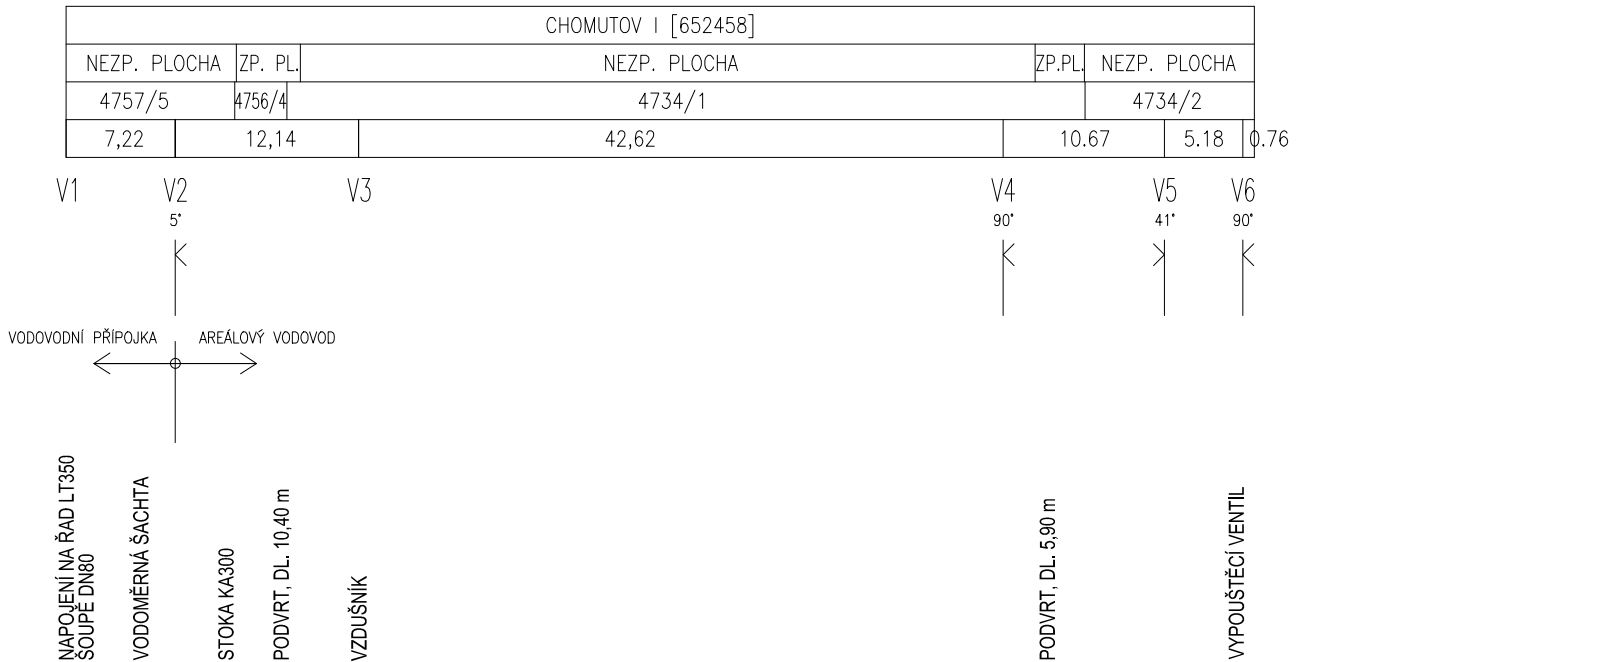 CHOMUTOV I [652458]
NEZP. PLOCHA ZP. PL. NEZP. PLOCHA ZP.PL. NEZP. PLOCHA
4757/5 4756/4 4734/1 4734/2
7,22 12,14 42,62 10.67 5.18 0.76
V1 V2 V3 V4 V5 V6
5° 90° 41° 90°
VODOVODNÍ PŘÍPOJKA AREÁLOVÝ VODOVOD
NAPOJENÍ NA ŘAD LT350
ŠOUPĚ DN80
VODOMĚRNÁ ŠACHTA
STOKA KA300
PODVRT, DL. 10,40 m
VZDUŠNÍK
PODVRT, DL. 5,90 m
VYPOUŠTĚCÍ VENTIL